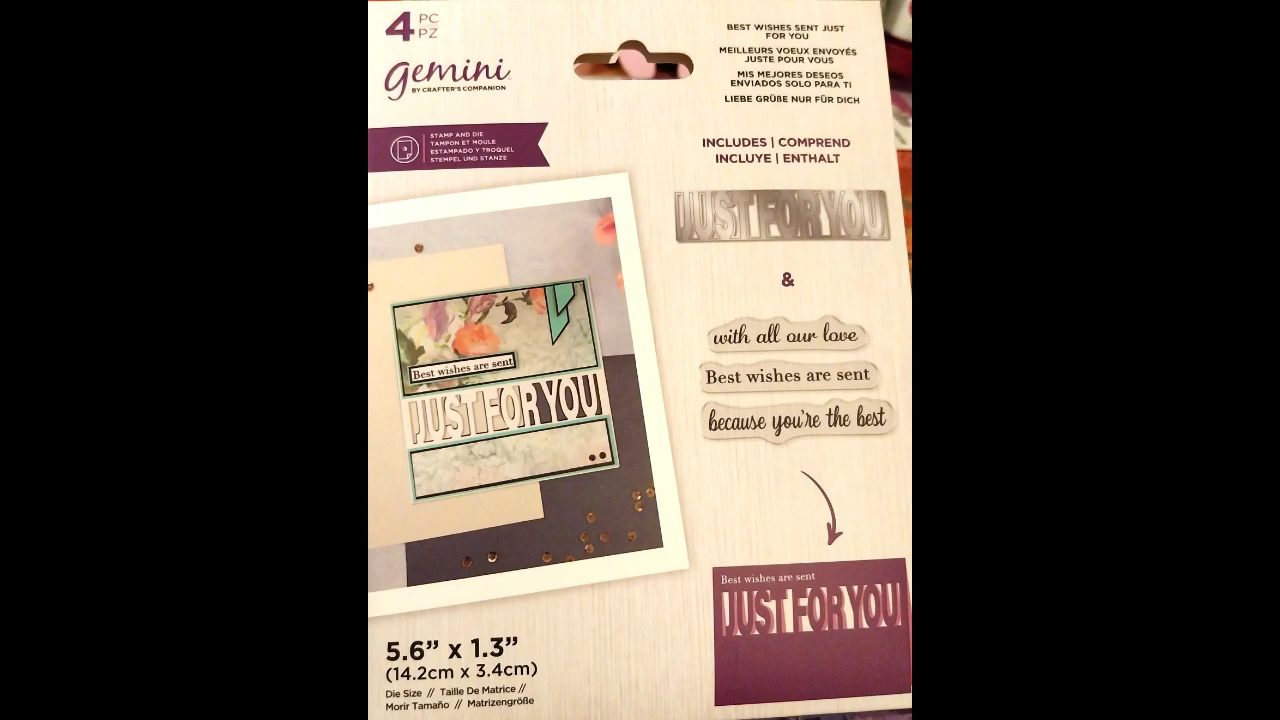 4 PC
PZ
gemini
BY CRAFTER'S COMPANION
STAMP AND DIE
TAMPON ET MOULE
ESTAMPADO Y TROQUEL
STEMPEL UND STANZE
BEST WISHES SENT JUST
FOR YOU
MEILLEURS VOEUX ENVOYÉS
JUSTE POUR VOUS
MIS MEJORES DESEOS
ENVIADOS SOLO PARA TI
LIEBE GRÜßE NUR FÜR DICH
INCLUDES | COMPREND
INCLUYE | ENTHALT
JUST FOR YOU
&
with all our love
Best wishes are sent
because you're the best
Best wishes are sent
JUST FOR YOU
Best wishes are sent
JUST FOR YOU
5.6" x 1.3"
(14.2cm x 3.4cm)
Die Size // Taille De Matrice //
Morir Tamaño // Matrizengröße